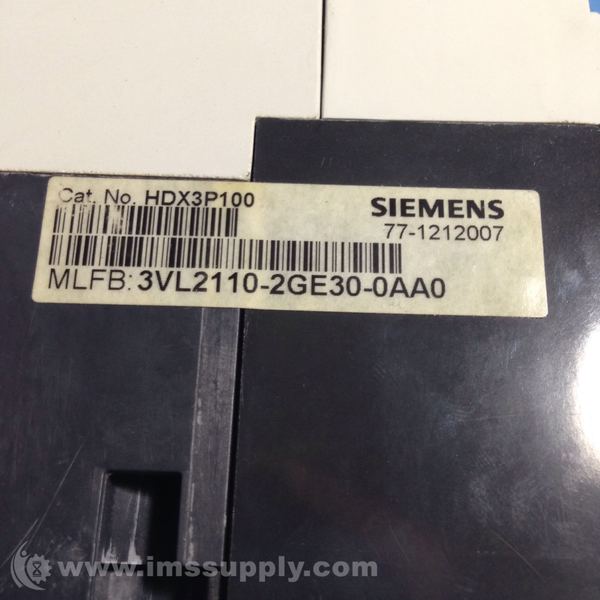 Cat. No. HDX3P100
SIEMENS
77-1212007
MLFB: 3VL2110-2GE30-0AA0
www.imssupply.com